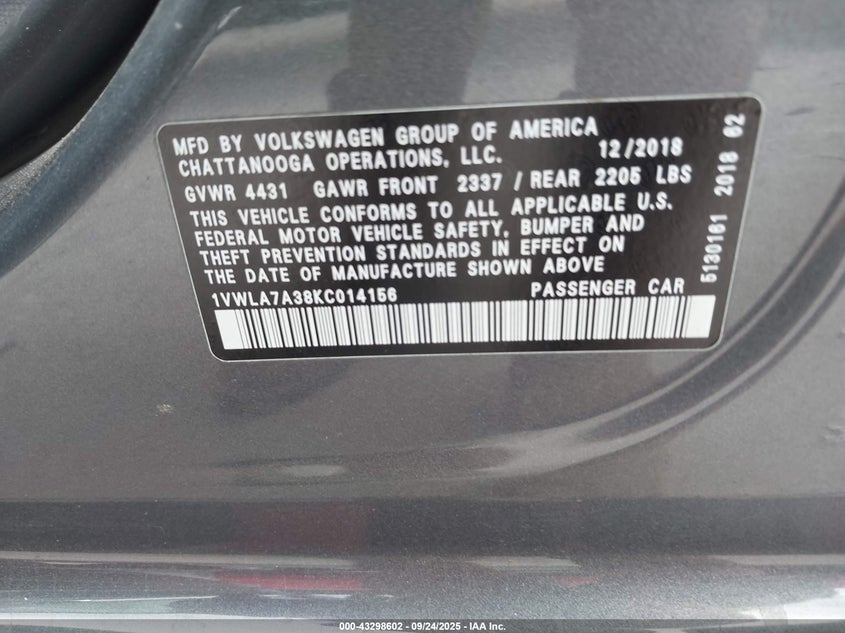 MFD BY VOLKSWAGEN GROUP OF AMERICA
CHATTANOOGA OPERATIONS, LLC. 12/2018
GVWR 4431 GAWR FRONT 2337 / REAR 2205 LBS
THIS VEHICLE CONFORMS TO ALL APPLICABLE U.S.
FEDERAL MOTOR VEHICLE SAFETY, BUMPER AND
THEFT PREVENTION STANDARDS IN EFFECT ON
THE DATE OF MANUFACTURE SHOWN ABOVE
1VWLA7A38KC014156 PASSENGER CAR
5130161 2018 62
000-43298602 - 09/24/2025 - IAA Inc.